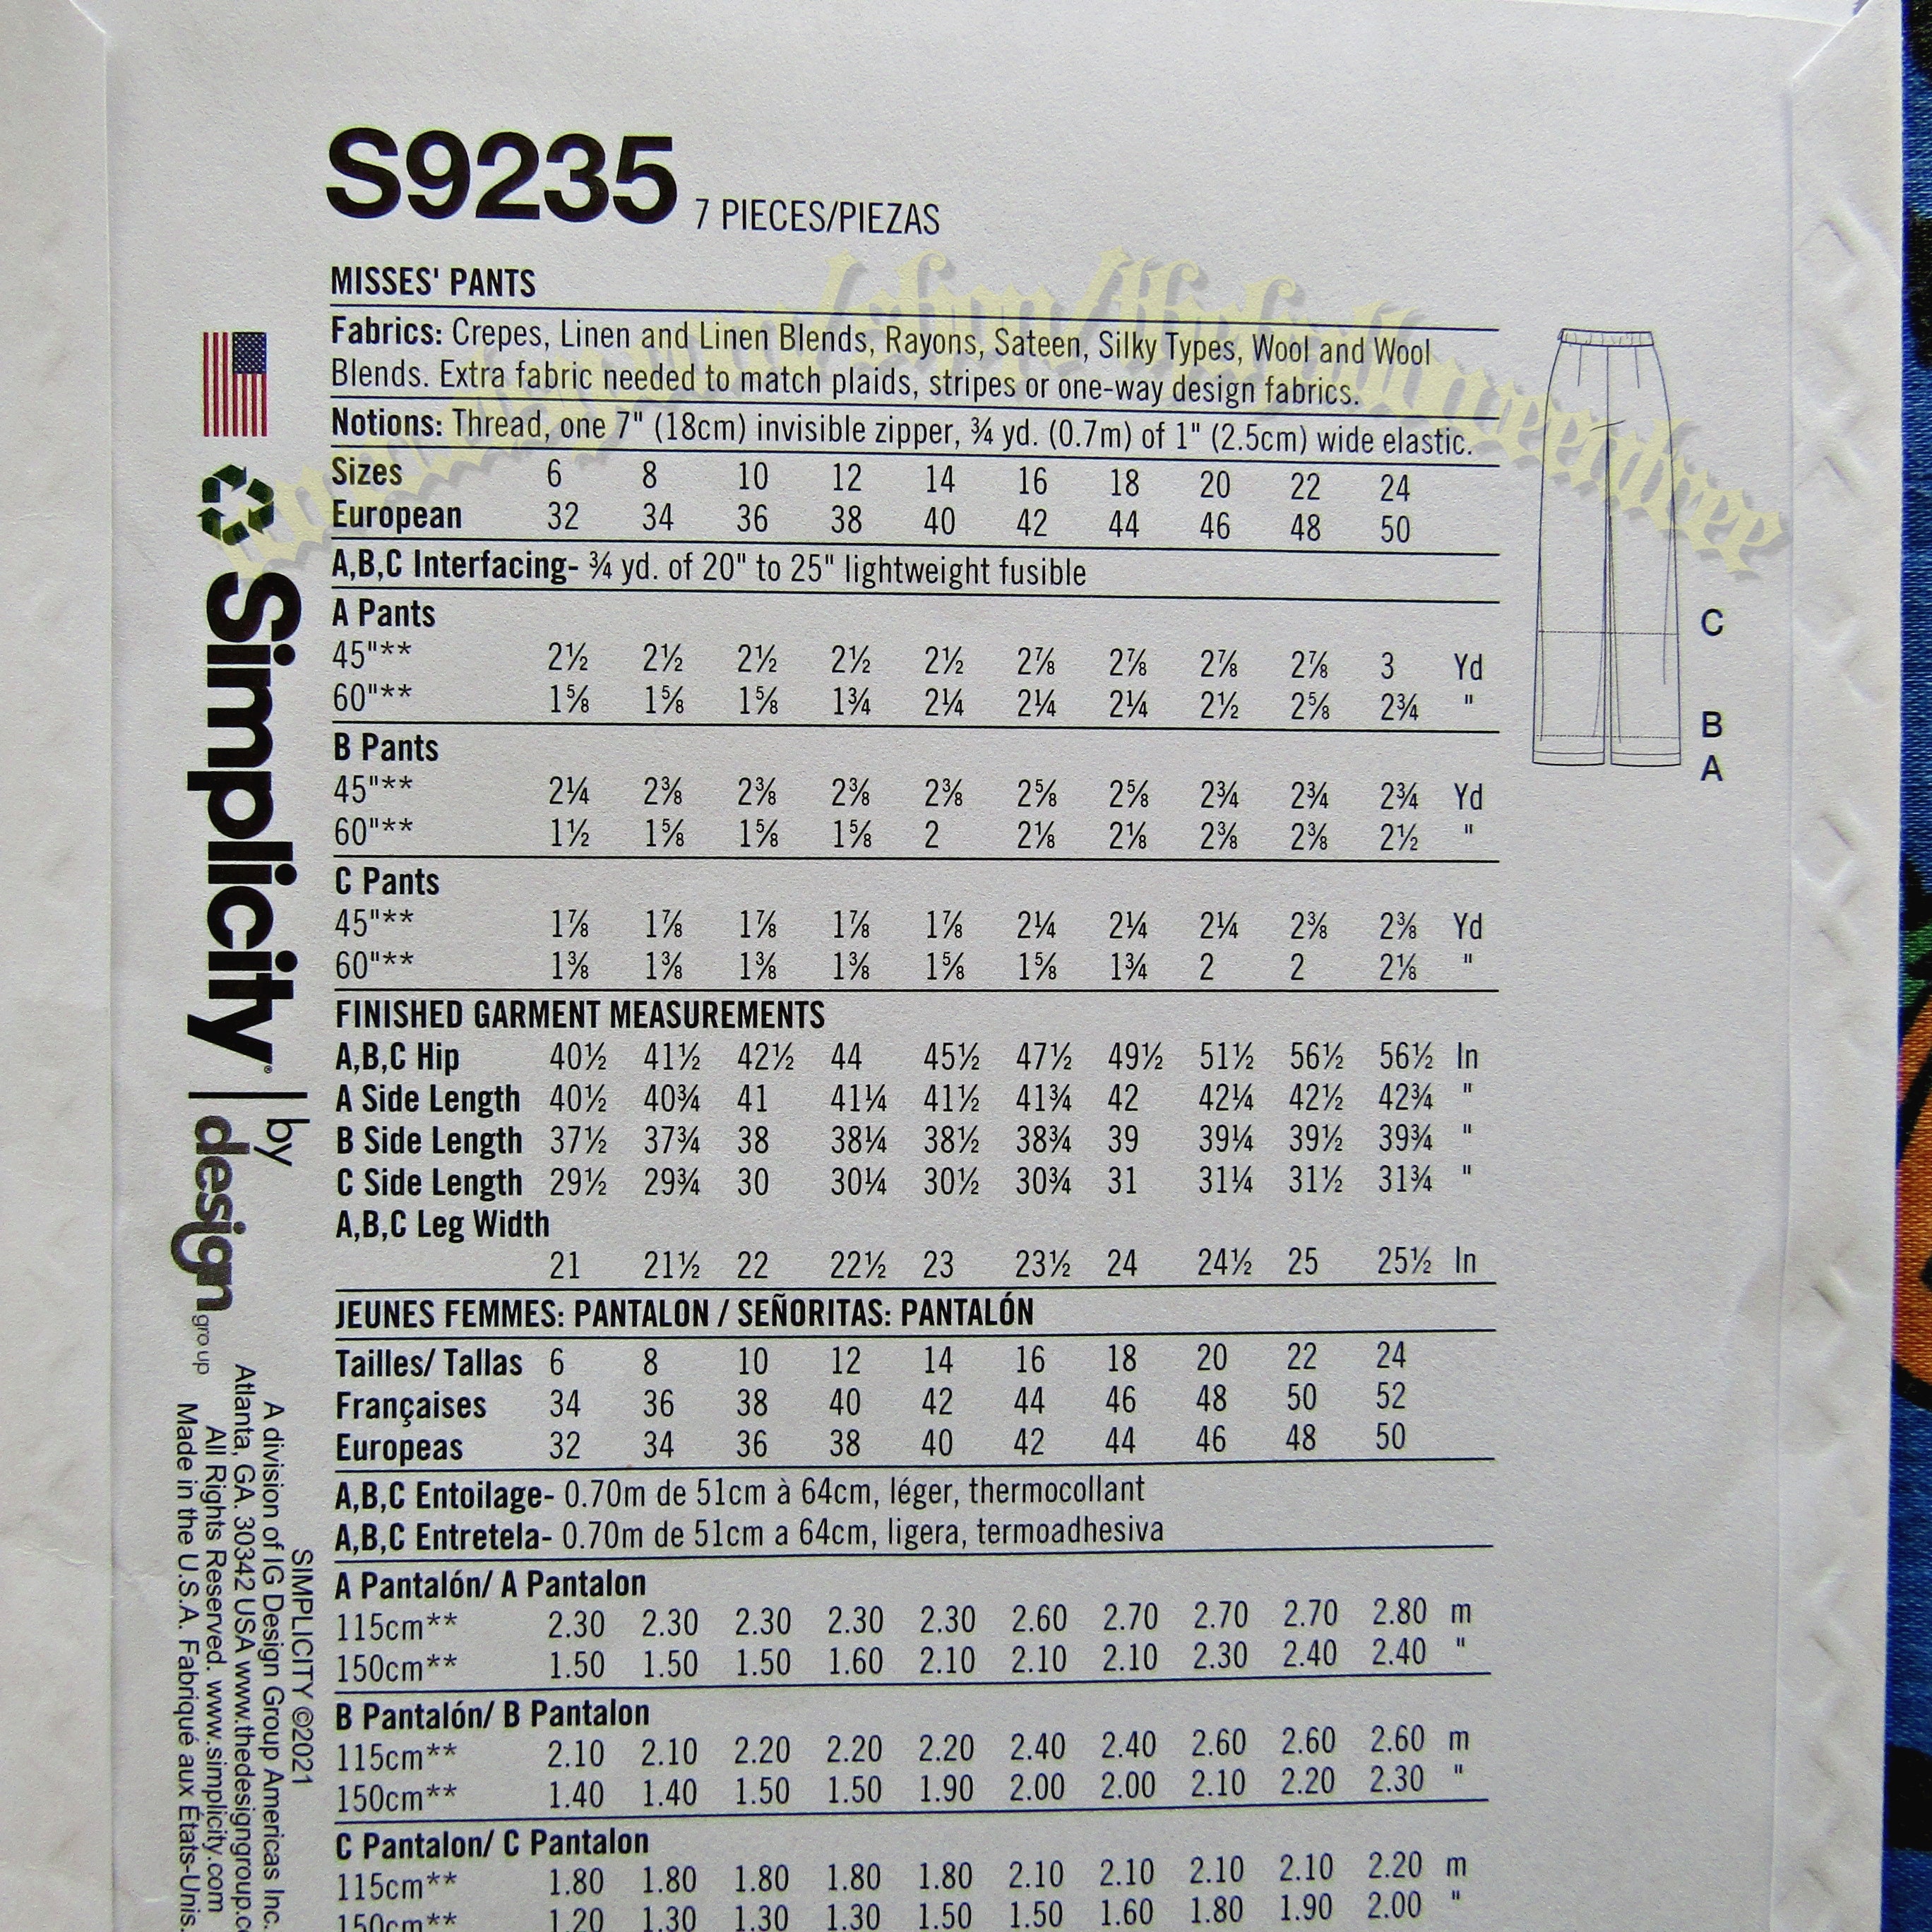 S9235 7 PIECES/PIEZAS
MISSES' PANTS
Fabrics: Crepes, Linen and Linen Blends, Rayons, Sateen, Silky Types, Wool and Wool
Blends. Extra fabric needed to match plaids, stripes or one-way design fabrics.
Notions: Thread, one 7" (18cm) invisible zipper, ¾ yd. (0.7m) of 1" (2.5cm) wide elastic.
Sizes 6 8 10 12 14 16 18 20 22 24
European 32 34 36 38 40 42 44 46 48 50
A,B,C Interfacing- ¾ yd. of 20" to 25" lightweight fusible
A Pants
45"** 2½ 2½ 2½ 2½ 2½ 2⅞ 2⅞ 2⅞ 2⅞ 3 Yd
60"** 1⅝ 1⅝ 1⅝ 1¾ 2¼ 2¼ 2¼ 2½ 2⅝ 2¾ "
B Pants
45"** 2¼ 2⅜ 2⅜ 2⅜ 2⅜ 2⅝ 2⅝ 2¾ 2¾ 2¾ Yd
60"** 1½ 1⅝ 1⅝ 1⅝ 2 2⅛ 2⅛ 2⅜ 2⅜ 2½ "
C Pants
45"** 1⅞ 1⅞ 1⅞ 1⅞ 1⅞ 2¼ 2¼ 2¼ 2⅜ 2⅜ Yd
60"** 1⅜ 1⅜ 1⅜ 1⅜ 1⅝ 1⅝ 1¾ 2 2 2⅛ "
FINISHED GARMENT MEASUREMENTS
A,B,C Hip 40½ 41½ 42½ 44 45½ 47½ 49½ 51½ 56½ 56½ In
A Side Length 40½ 40¾ 41 41¼ 41½ 41¾ 42 42¼ 42½ 42¾ "
B Side Length 37½ 37¾ 38 38¼ 38½ 38¾ 39 39¼ 39½ 39¾ "
C Side Length 29½ 29¾ 30 30¼ 30½ 30¾ 31 31¼ 31½ 31¾ "
A,B,C Leg Width
21 21½ 22 22½ 23 23½ 24 24½ 25 25½ In
JEUNES FEMMES: PANTALON / SEÑORITAS: PANTALÓN
Tailles/ Tallas 6 8 10 12 14 16 18 20 22 24
Françaises 34 36 38 40 42 44 46 48 50 52
Europeas 32 34 36 38 40 42 44 46 48 50
A,B,C Entoilage- 0.70m de 51cm à 64cm, léger, thermocollant
A,B,C Entretela- 0.70m de 51cm a 64cm, ligera, termoadhesiva
A Pantalón/ A Pantalon
115cm** 2.30 2.30 2.30 2.30 2.30 2.60 2.70 2.70 2.70 2.80 m
150cm** 1.50 1.50 1.50 1.60 2.10 2.10 2.10 2.30 2.40 2.40 "
B Pantalón/ B Pantalon
115cm** 2.10 2.10 2.20 2.20 2.20 2.40 2.40 2.60 2.60 2.60 m
150cm** 1.40 1.40 1.50 1.50 1.90 2.00 2.00 2.10 2.20 2.30 "
C Pantalon/ C Pantalon
115cm** 1.80 1.80 1.80 1.80 1.80 2.10 2.10 2.10 2.10 2.20 m
150cm** 1.20 1.30 1.30 1.30 1.50 1.50 1.60 1.80 1.90 2.00 "
C
B
A
Simplicity® | by
design
group
SIMPLICITY ©2021
A division of IG Design Group Americas Inc.
Atlanta, GA. 30342 USA www.thedesigngroup.c
All Rights Reserved. www.simplicity.com
Made in the U.S.A. Fabriqué aux États-Unis.